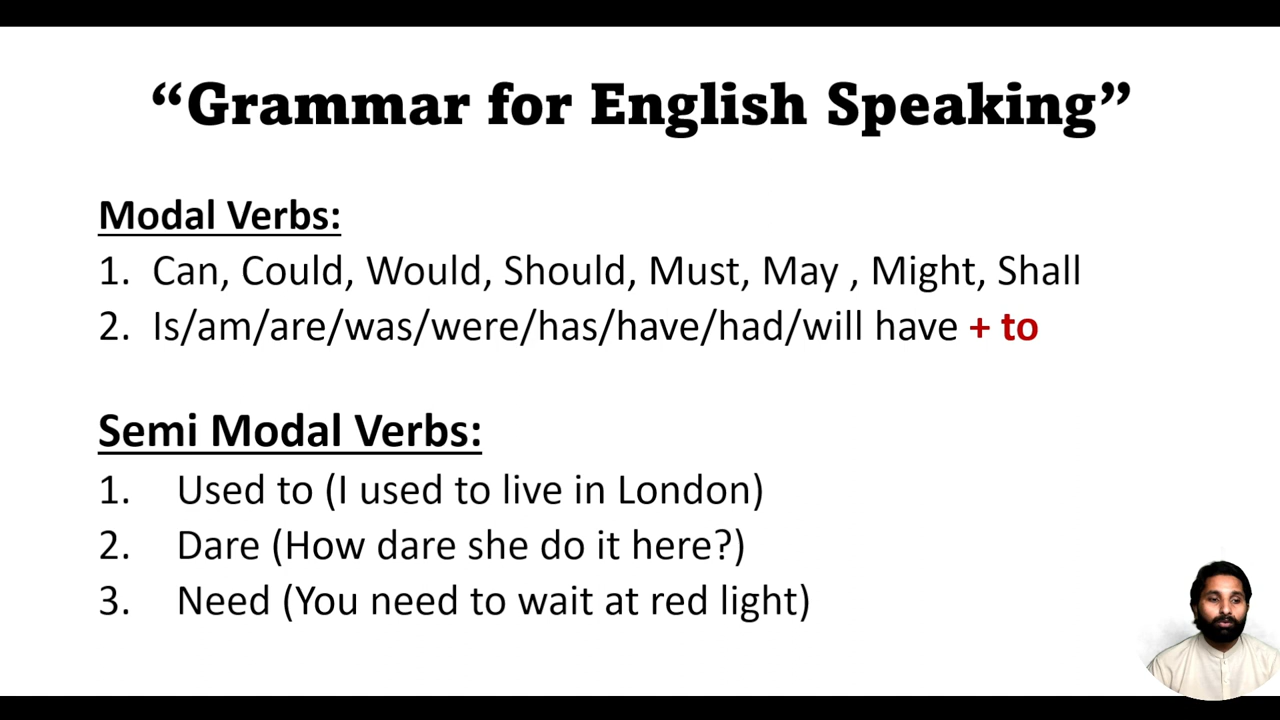 “Grammar for English Speaking”
Modal Verbs:
1. Can, Could, Would, Should, Must, May , Might, Shall
2. Is/am/are/was/were/has/have/had/will have + to
Semi Modal Verbs:
1. Used to (I used to live in London)
2. Dare (How dare she do it here?)
3. Need (You need to wait at red light)